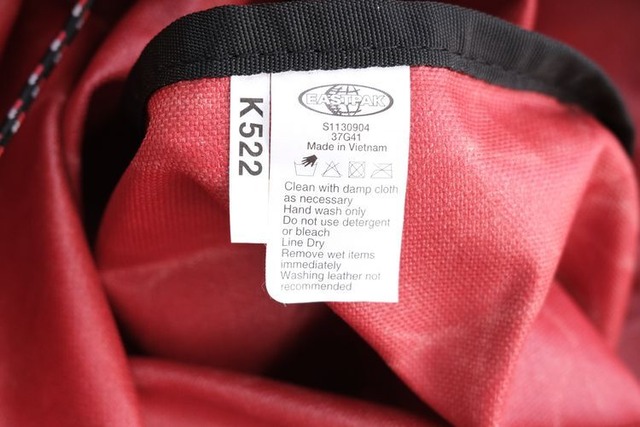 K522
EASTPAK
S1130904
37G41
Made in Vietnam
Clean with damp cloth
as necessary
Hand wash only
Do not use detergent
or bleach
Line Dry
Remove wet items
immediately
Washing leather not
recommended